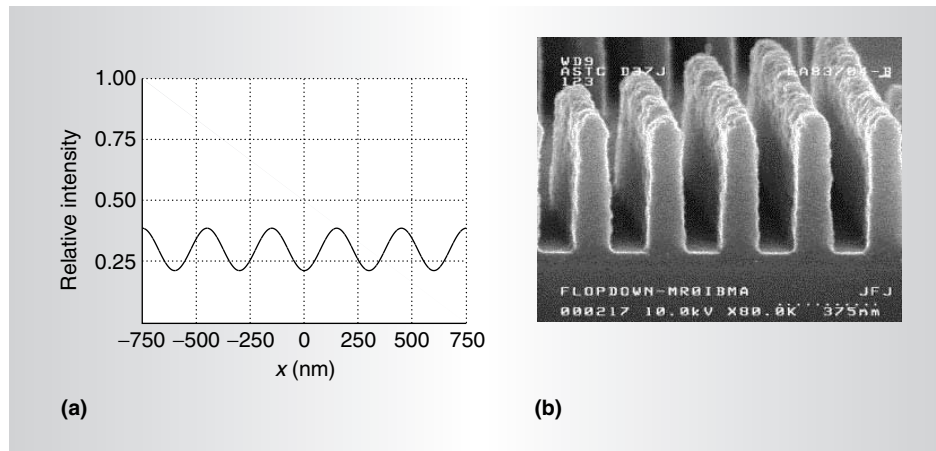 1.00
0.75
0.50
0.25
Relative intensity
−750 −500 −250 0 250 500 750
x (nm)
(a)
WD9
ASTC D37J
123
FLOPDOWN-MR0IBMA JFJ
000217 10.0kV X80.0K 375nm
(b)